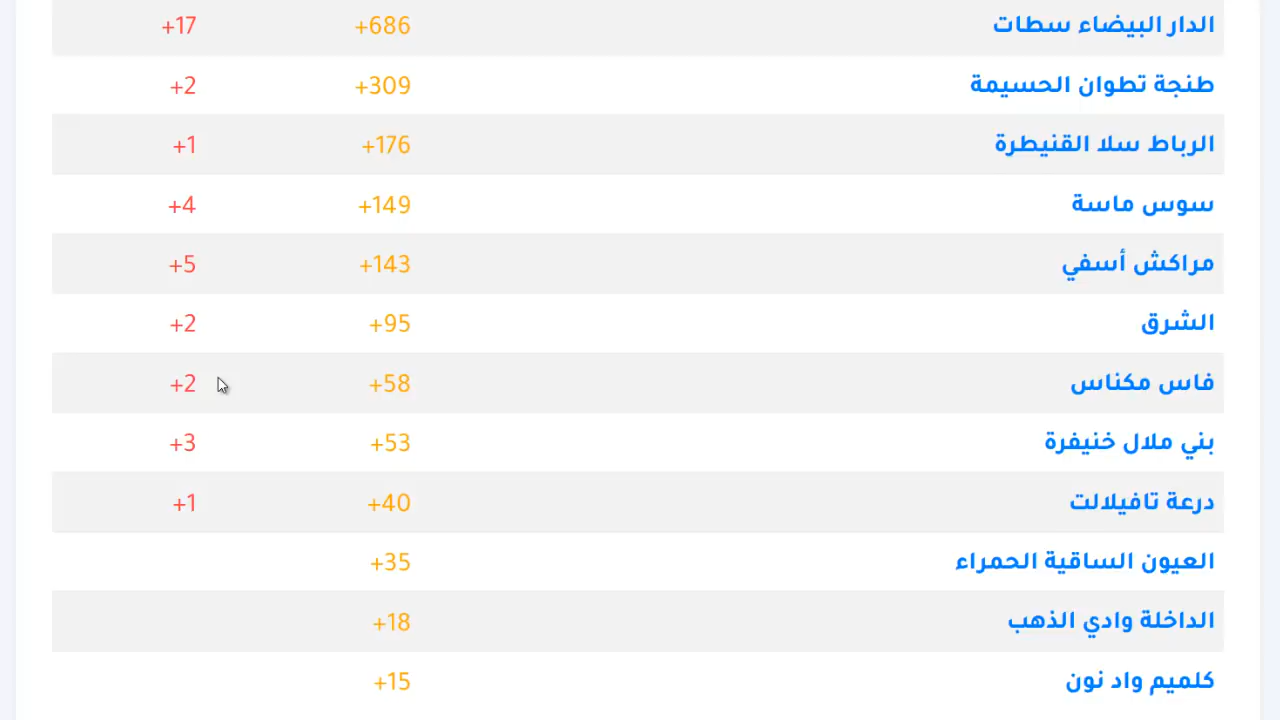 الدار البيضاء سطات +686 +17
طنجة تطوان الحسيمة +309 +2
الرباط سلا القنيطرة +176 +1
سوس ماسة +149 +4
مراكش أسفي +143 +5
الشرق +95 +2
فاس مكناس +58 +2
بني ملال خنيفرة +53 +3
درعة تافيلالت +40 +1
العيون الساقية الحمراء +35
الداخلة وادي الذهب +18
كلميم واد نون +15